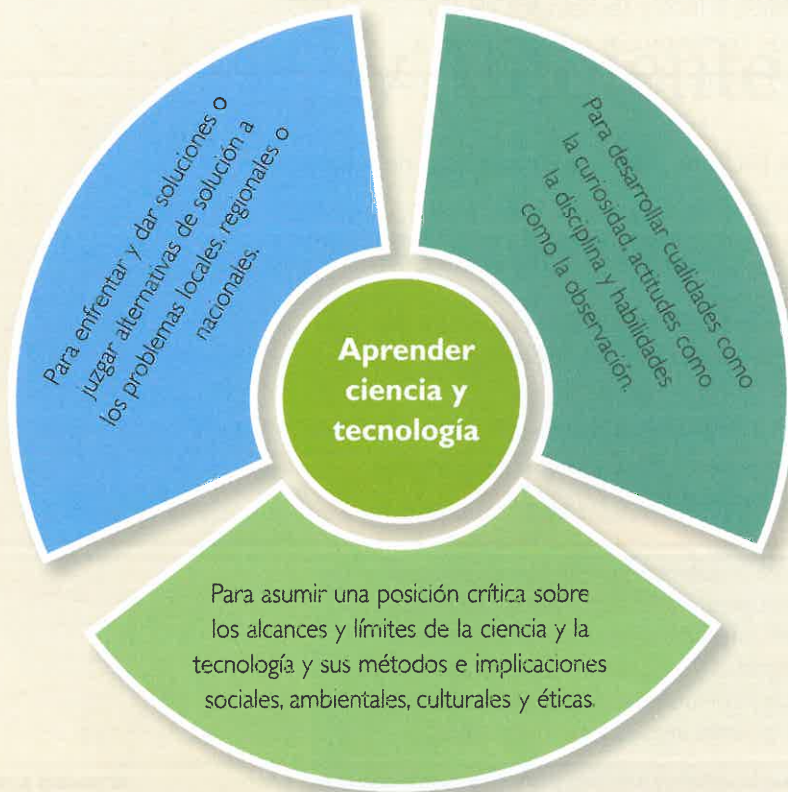 Para enfrentar y dar soluciones o
juzgar alternativas de solución a
los problemas locales, regionales o
nacionales.
Para desarrollar cualidades como
la curiosidad, actitudes como
la disciplina y habilidades
como la observación.
Aprender
ciencia y
tecnología
Para asumir una posición crítica sobre
los alcances y límites de la ciencia y la
tecnología y sus métodos e implicaciones
sociales, ambientales, culturales y éticas.